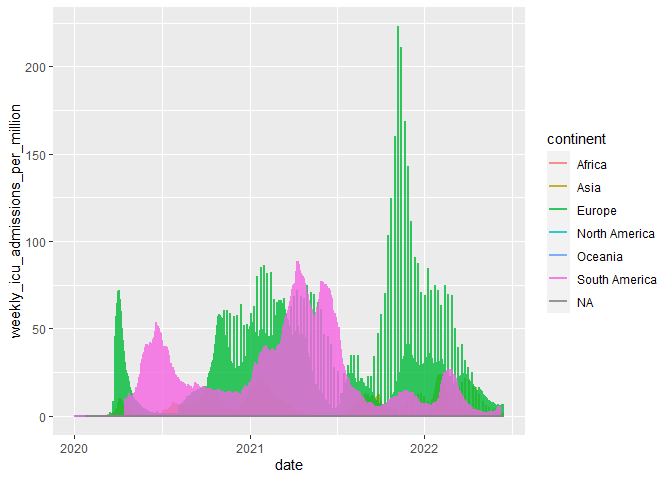 weekly_icu_admissions_per_million
200
150
100
50
0
2020
2021
2022
date
continent
Africa
Asia
Europe
North America
Oceania
South America
NA